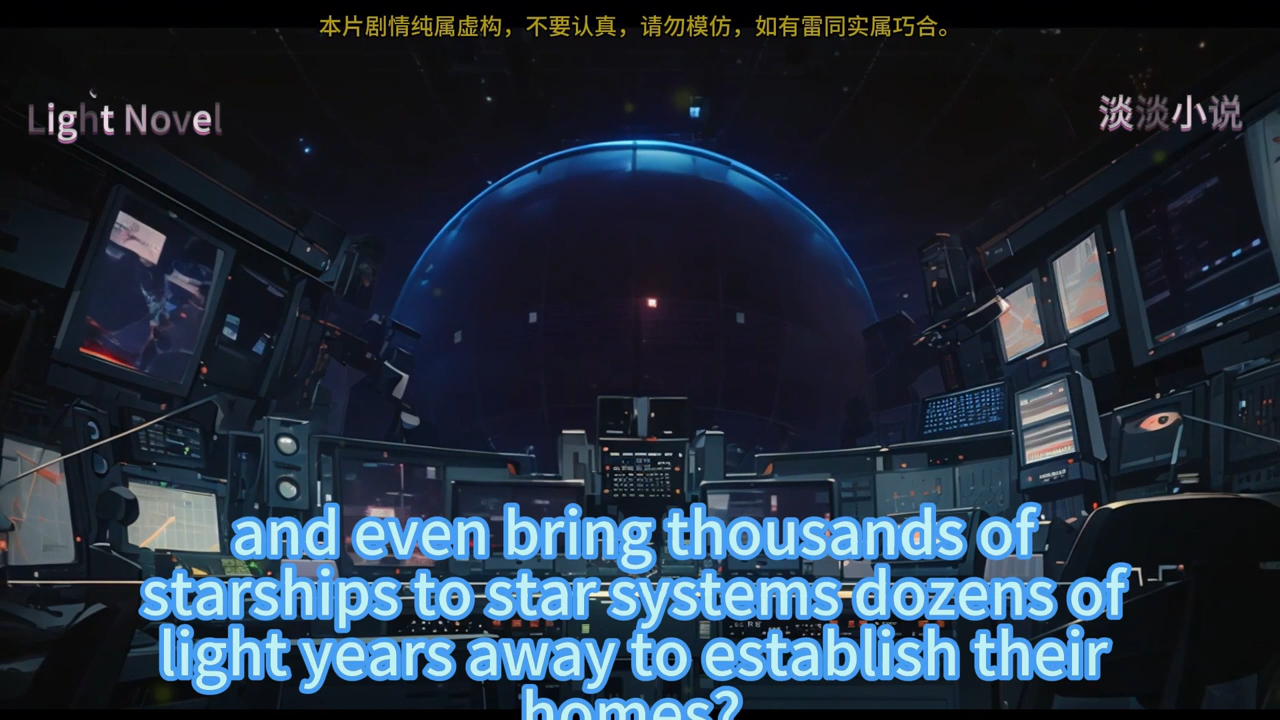 本片剧情纯属虚构，不要认真，请勿模仿，如有雷同实属巧合。
Light Novel
淡淡小说
and even bring thousands of
starships to star systems dozens of
light years away to establish their
homes?